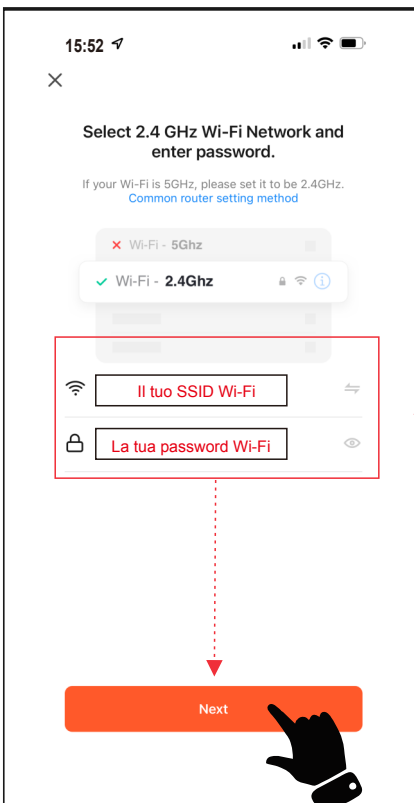 15:52
Select 2.4 GHz Wi-Fi Network and
enter password.
If your Wi-Fi is 5GHz, please set it to be 2.4GHz.
Common router setting method
Wi-Fi - 5Ghz
Wi-Fi - 2.4Ghz
Il tuo SSID Wi-Fi
La tua password Wi-Fi
Next